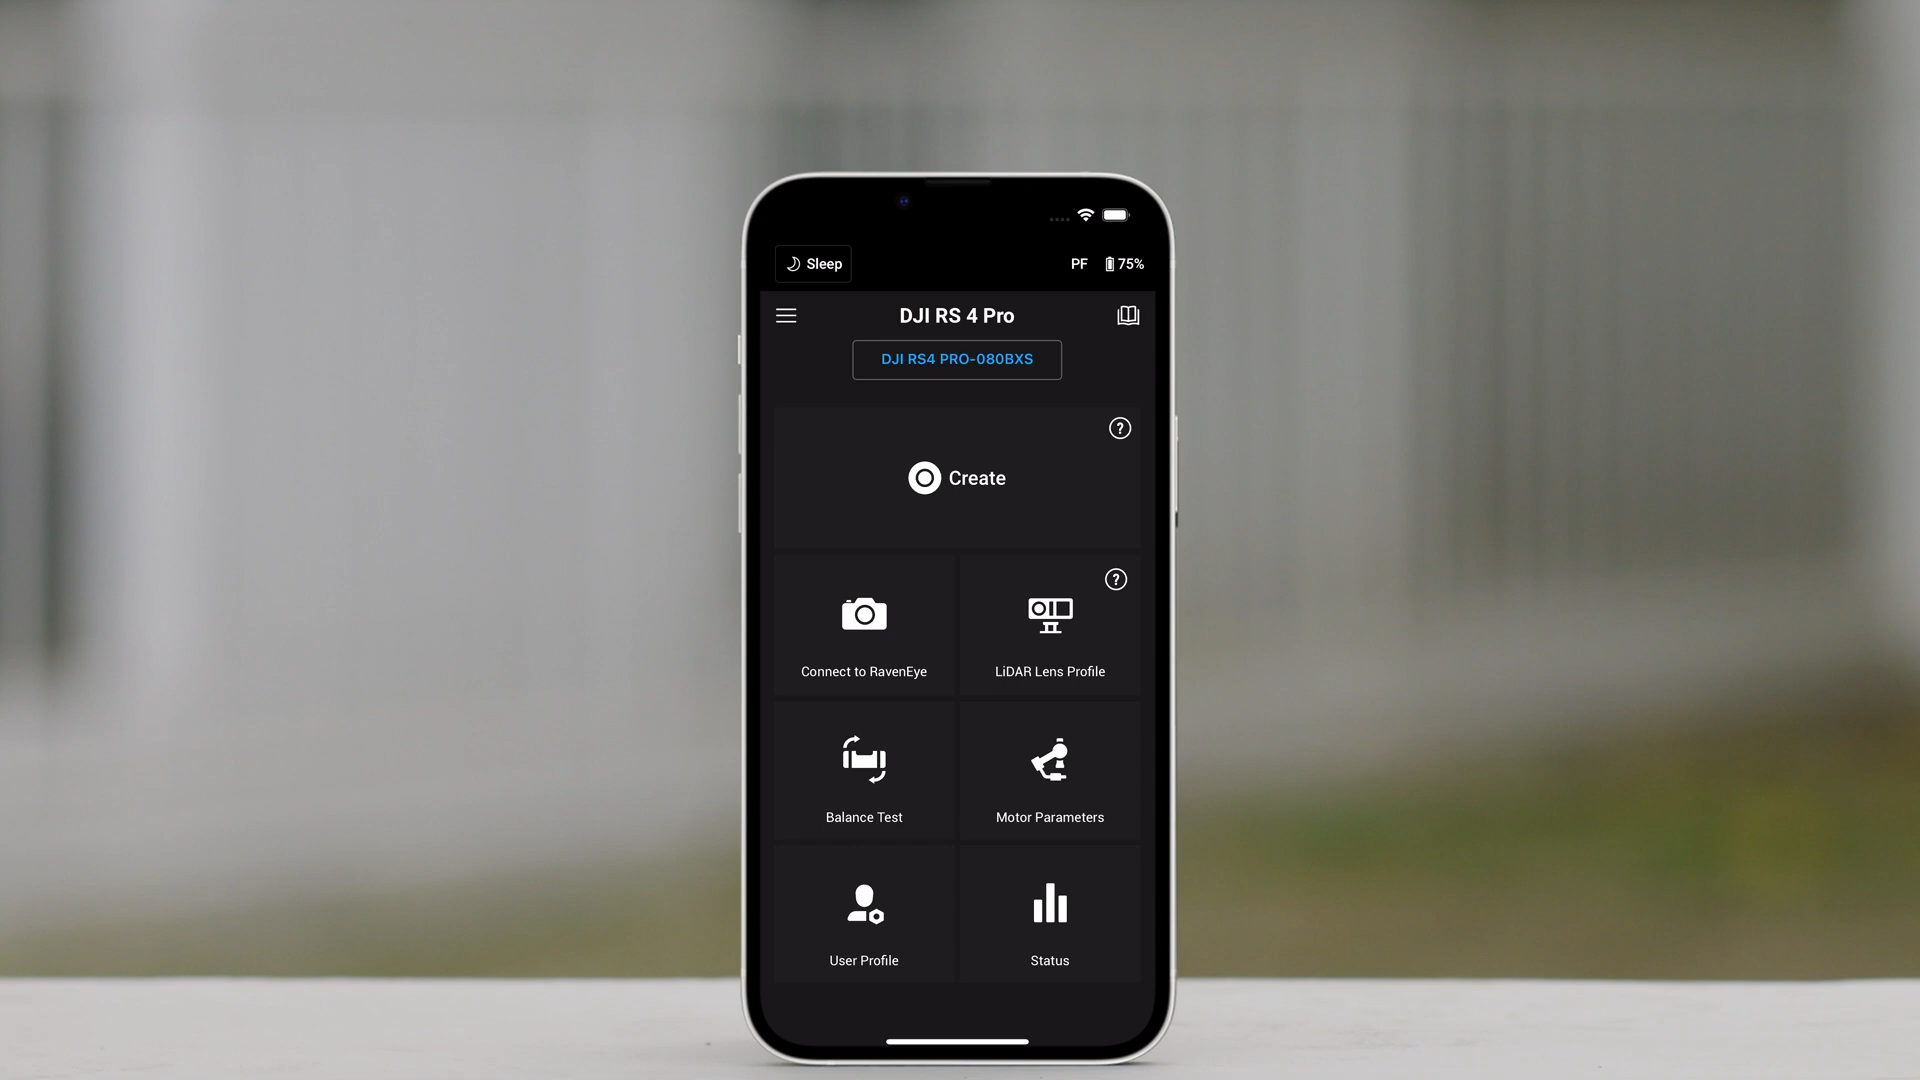 Sleep
PF 75%
DJI RS 4 Pro
DJI RS4 PRO-080BXS
?
Create
?
Connect to RavenEye
LiDAR Lens Profile
Balance Test
Motor Parameters
User Profile
Status